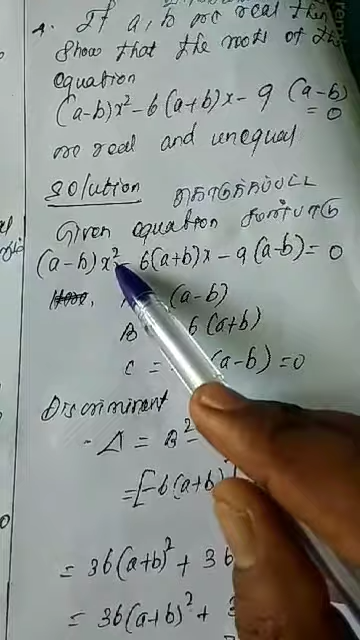 If a, b are real then
show that the roots of the
equation
(a-b)x²-6(a+b)x-9(a-b)
=0
are real and unequal
Solution
Given equation
(a-b)x²-6(a+b)x-9(a-b)=0
(a-b)
B 6(a+b)
C = (a-b)=0
Discriminent
Δ = B²-
=[-6(a+b)
= 36(a+b)²+36
= 36(a+b)²+